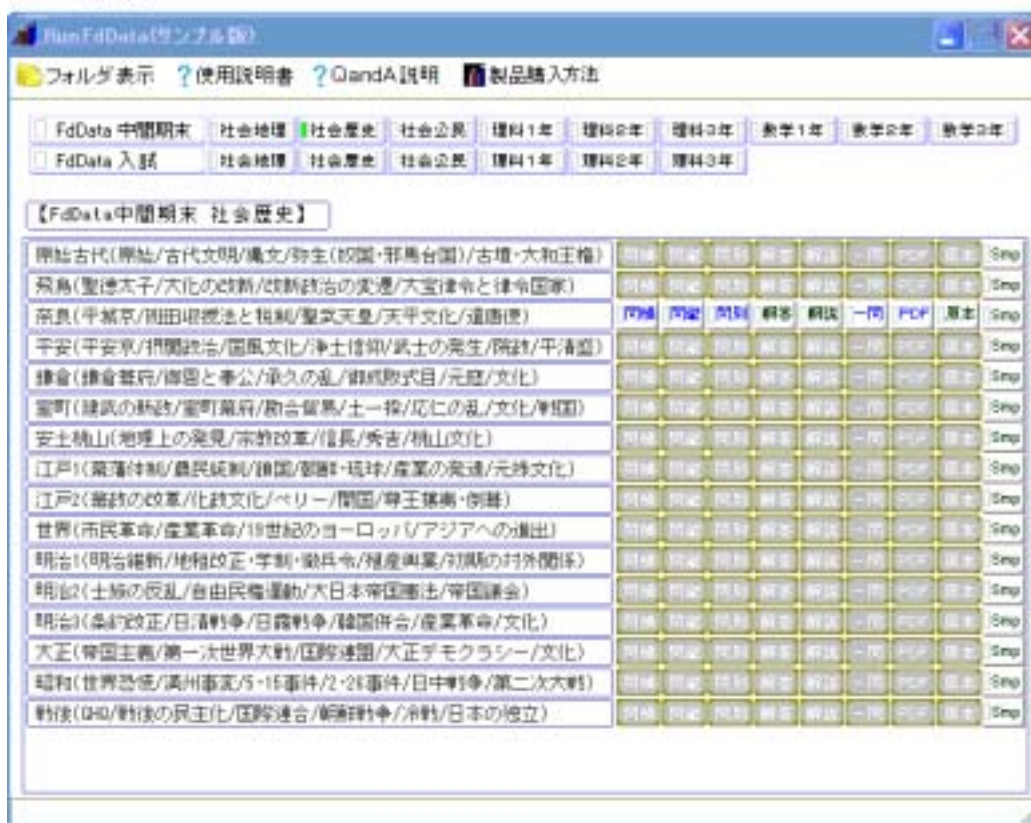 RunFdData(サンプル版)
フォルダ表示 ?使用説明書 ?QandA説明 製品購入方法
FdData 中間期末 社会地理 社会歴史 社会公民 理科1年 理科2年 理科3年 数学1年 数学2年 数学3年
FdData 入試 社会地理 社会歴史 社会公民 理科1年 理科2年 理科3年
【FdData中間期末 社会歴史】
原始古代(原始/古代文明/縄文/弥生(奴国・邪馬台国)/古墳・大和王権) Smp
飛鳥(聖徳太子/大化の改新/改新政治の変遷/大宝律令と律令国家) Smp
奈良(平城京/班田収授法と税制/聖武天皇/天平文化/遣唐使) 解答 解説 一問 PDF 原本 Smp
平安(平安京/摂関政治/国風文化/浄土信仰/武士の発生/院政/平清盛) Smp
鎌倉(鎌倉幕府/御恩と奉公/承久の乱/御成敗式目/元寇/文化) Smp
室町(建武の新政/室町幕府/勘合貿易/土一揆/応仁の乱/文化/戦国) Smp
安土桃山(地理上の発見/宗教改革/信長/秀吉/桃山文化) Smp
江戸1(幕藩体制/農民統制/鎖国/朝鮮・琉球/産業の発達/元禄文化) Smp
江戸2(幕政の改革/化政文化/ペリー/開国/尊王攘夷・倒幕) Smp
世界(市民革命/産業革命/19世紀のヨーロッパ/アジアへの進出) Smp
明治1(明治維新/地租改正・学制・徴兵令/殖産興業/初期の対外関係) Smp
明治2(士族の反乱/自由民権運動/大日本帝国憲法/帝国議会) Smp
明治3(条約改正/日清戦争/日露戦争/韓国併合/産業革命/文化) Smp
大正(帝国主義/第一次世界大戦/国際連盟/大正デモクラシー/文化) Smp
昭和(世界恐慌/満州事変/5・15事件/2・26事件/日中戦争/第二次大戦) Smp
戦後(GHQ/戦後の民主化/国際連合/朝鮮戦争/冷戦/日本の独立) Smp